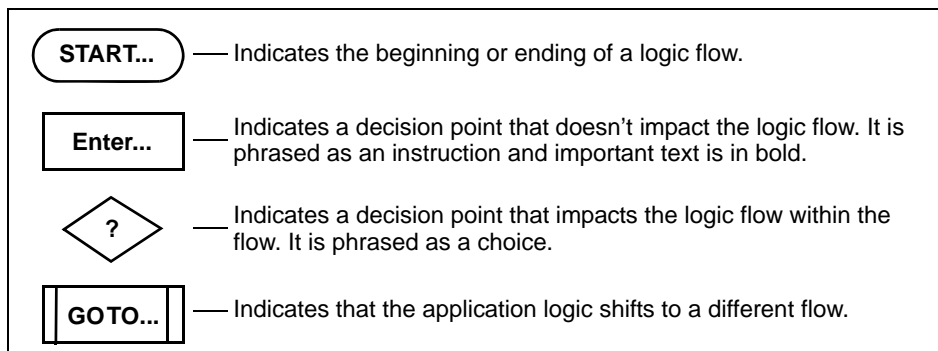 START...
Indicates the beginning or ending of a logic flow.
Enter...
Indicates a decision point that doesn't impact the logic flow. It is
phrased as an instruction and important text is in bold.
?
Indicates a decision point that impacts the logic flow within the
flow. It is phrased as a choice.
GOTO...
Indicates that the application logic shifts to a different flow.